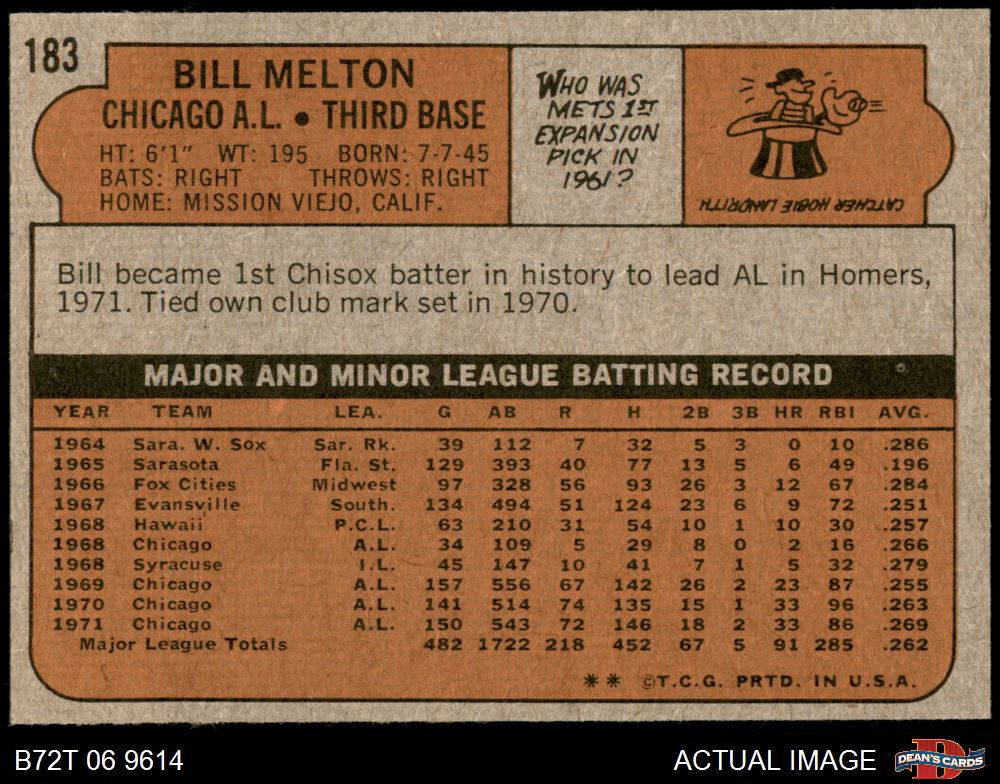 183
BILL MELTON
CHICAGO A.L. • THIRD BASE
HT: 6'1" WT: 195 BORN: 7-7-45
BATS: RIGHT THROWS: RIGHT
HOME: MISSION VIEJO, CALIF.
WHO WAS
METS 1ST
EXPANSION
PICK IN
1961?
CATCHER HOBIE LANDRITH
Bill became 1st Chisox batter in history to lead AL in Homers,
1971. Tied own club mark set in 1970.
MAJOR AND MINOR LEAGUE BATTING RECORD
YEAR TEAM LEA. G AB R H 2B 3B HR RBI AVG.
1964 Sara. W. Sox Sar. Rk. 39 112 7 32 5 3 0 10 .286
1965 Sarasota Fla. St. 129 393 40 77 13 5 6 49 .196
1966 Fox Cities Midwest 97 328 56 93 26 3 12 67 .284
1967 Evansville South. 134 494 51 124 23 6 9 72 .251
1968 Hawaii P.C.L. 63 210 31 54 10 1 10 30 .257
1968 Chicago A.L. 34 109 5 29 8 0 2 16 .266
1968 Syracuse I.L. 45 147 10 41 7 1 5 32 .279
1969 Chicago A.L. 157 556 67 142 26 2 23 87 .255
1970 Chicago A.L. 141 514 74 135 15 1 33 96 .263
1971 Chicago A.L. 150 543 72 146 18 2 33 86 .269
Major League Totals 482 1722 218 452 67 5 91 285 .262
** ©T.C.G. PRTD. IN U.S.A.
B72T 06 9614
ACTUAL IMAGE
D
DEAN'S CARDS